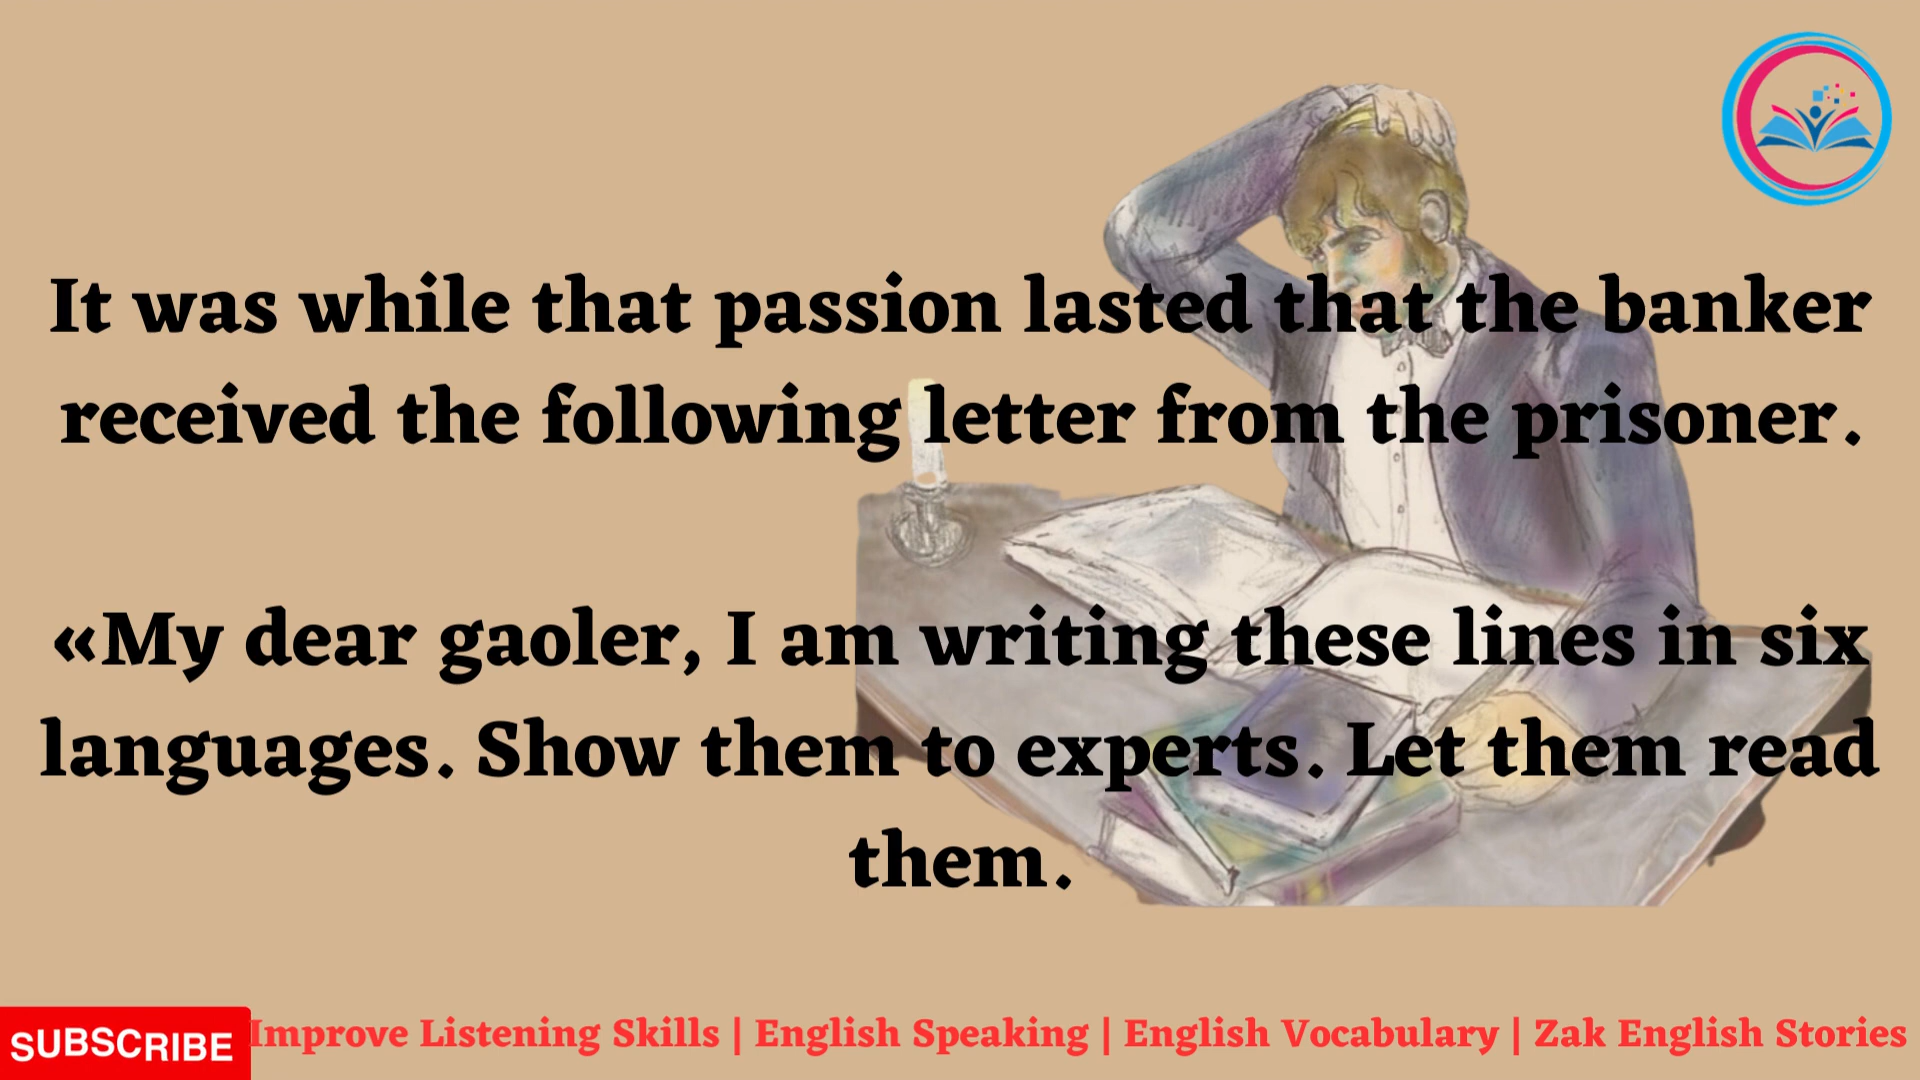 It was while that passion lasted that the banker
received the following letter from the prisoner.
«My dear gaoler, I am writing these lines in six
languages. Show them to experts. Let them read
them.
SUBSCRIBE
Improve Listening Skills | English Speaking | English Vocabulary | Zak English Stories